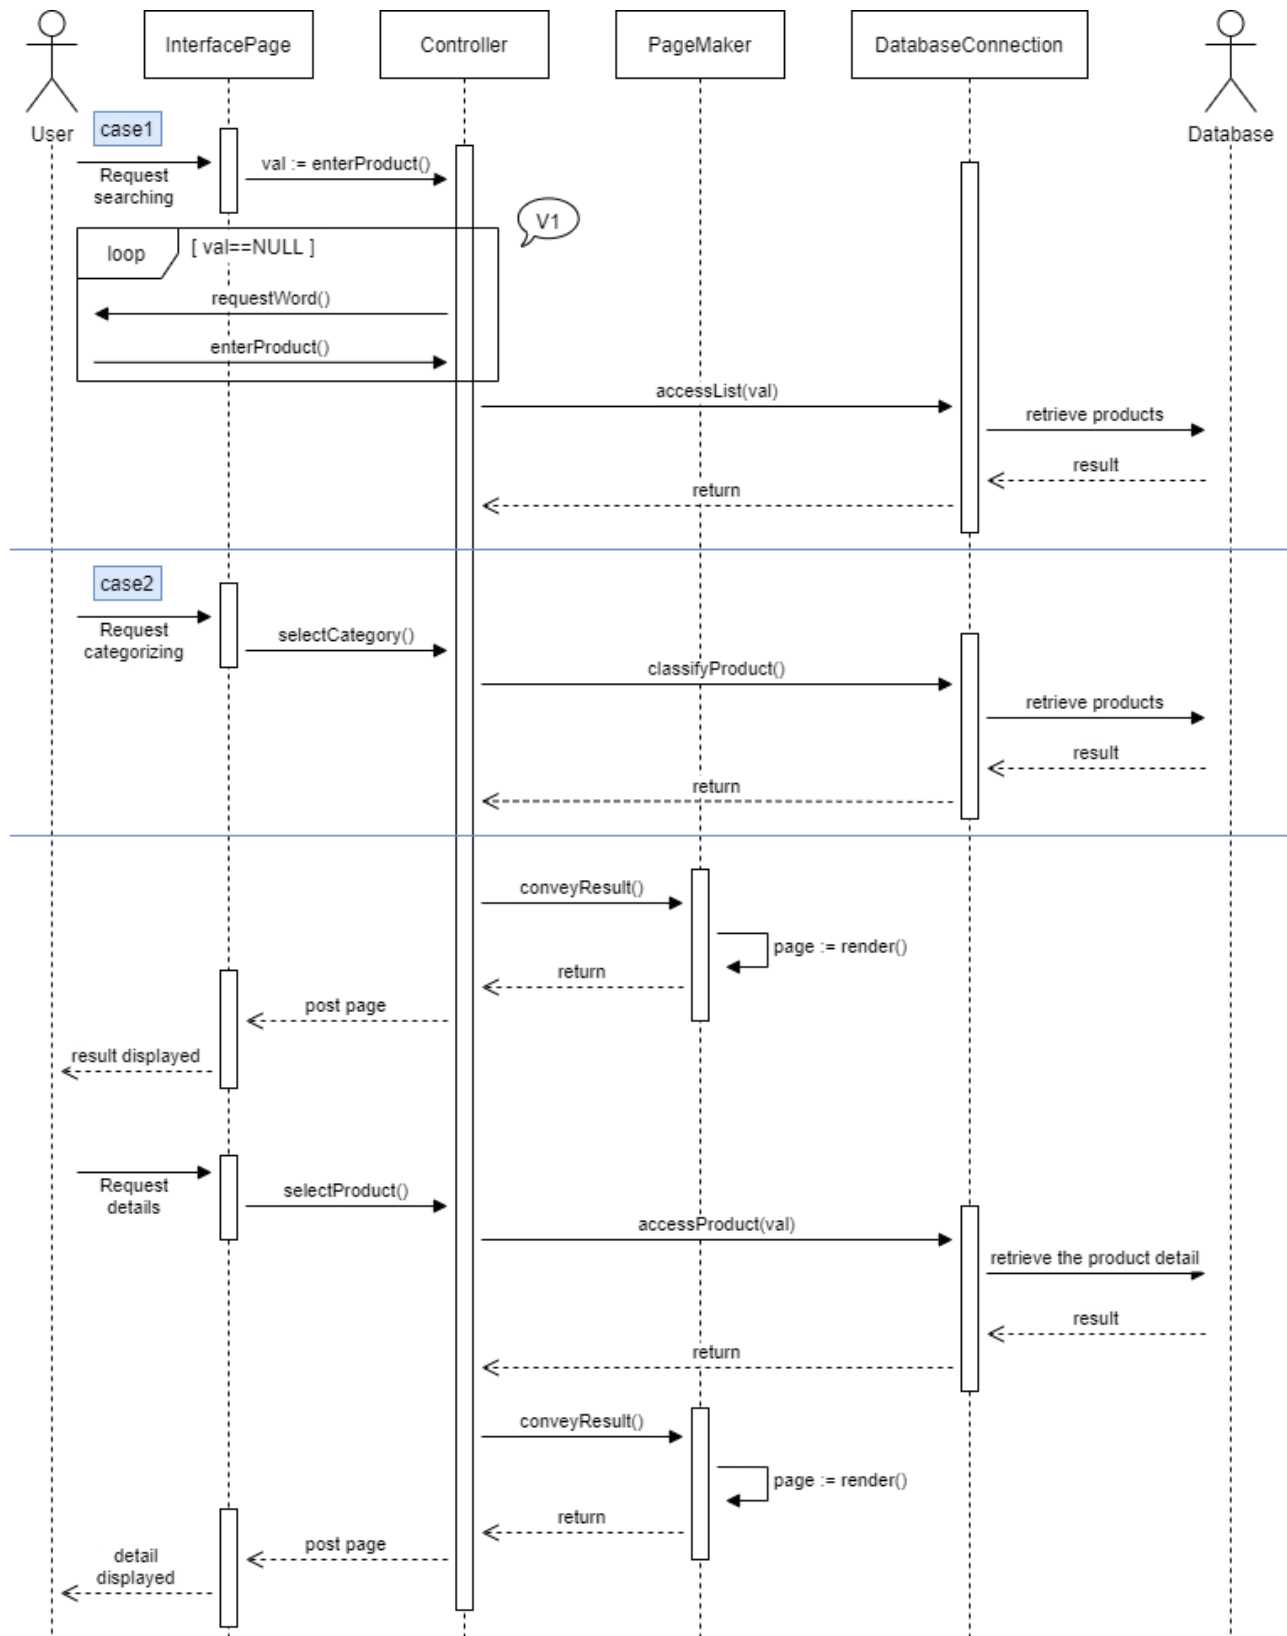 InterfacePage
Controller
PageMaker
DatabaseConnection
User
Database
case1
Request
searching
val := enterProduct()
V1
loop
[ val==NULL ]
requestWord()
enterProduct()
accessList(val)
retrieve products
result
return
case2
Request
categorizing
selectCategory()
classifyProduct()
retrieve products
result
return
conveyResult()
page := render()
return
post page
result displayed
Request
details
selectProduct()
accessProduct(val)
retrieve the product detail
result
return
conveyResult()
page := render()
return
post page
detail
displayed